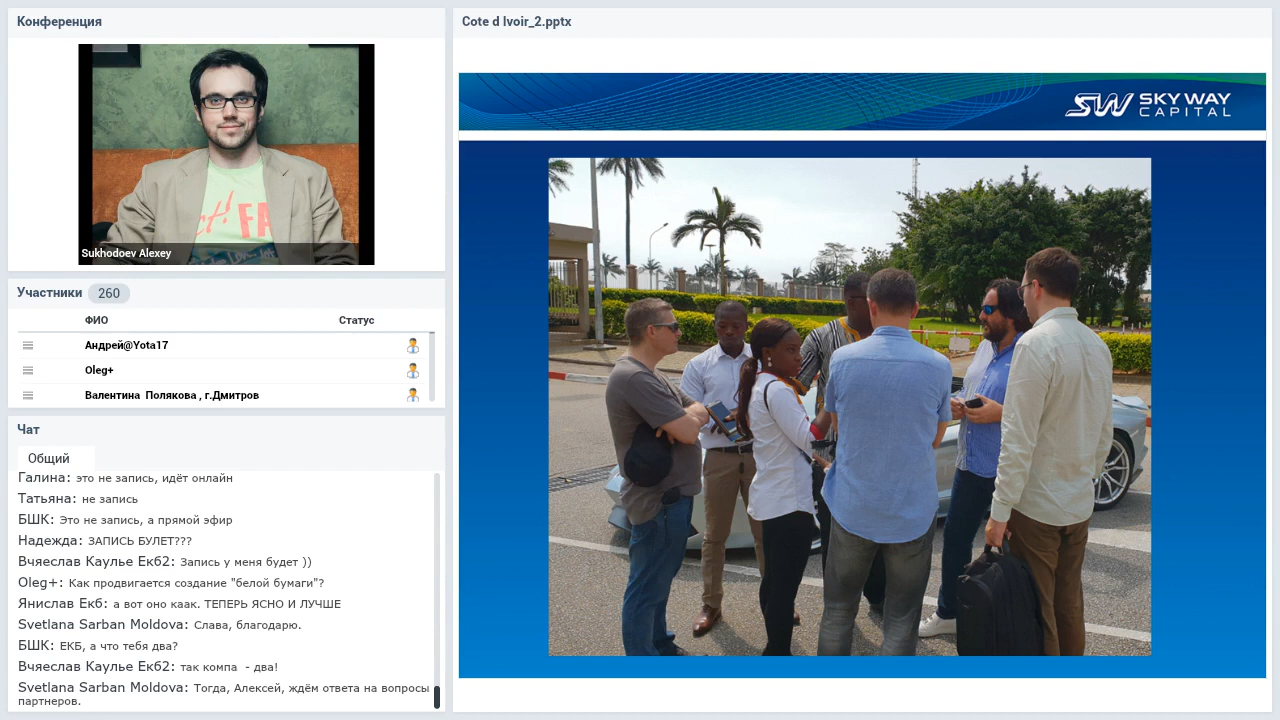 Конференция
Sukhodoev Alexey
Участники 260
ФИО Статус
Андрей@Yota17
Oleg+
Валентина Полякова , г.Дмитров
Чат
Общий
Галина: это не запись, идёт онлайн
Татьяна: не запись
БШК: Это не запись, а прямой эфир
Надежда: ЗАПИСЬ БУЛЕТ???
Вчяеслав Каулье Екб2: Запись у меня будет ))
Oleg+: Как продвигается создание "белой бумаги"?
Янислав Екб: а вот оно каак. ТЕПЕРЬ ЯСНО И ЛУЧШЕ
Svetlana Sarban Moldova: Слава, благодарю.
БШК: ЕКБ, а что тебя два?
Вчяеслав Каулье Екб2: так компа - два!
Svetlana Sarban Moldova: Тогда, Алексей, ждём ответа на вопросы
партнеров.
Cote d Ivoir_2.pptx
SW SKY WAY
CAPITAL